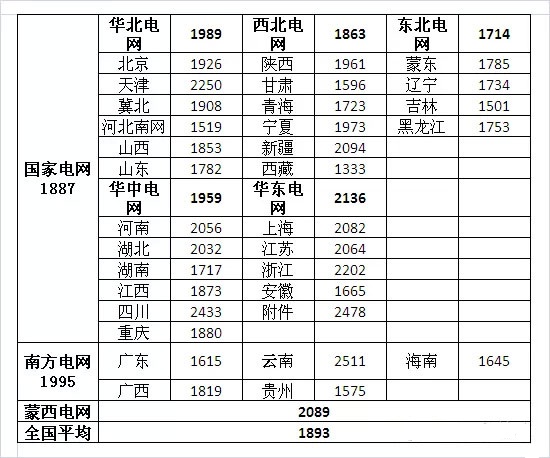 国家电网 1887
华北电网 1989 西北电网 1863 东北电网 1714
北京 1926 陕西 1961 蒙东 1785
天津 2250 甘肃 1596 辽宁 1734
冀北 1908 青海 1723 吉林 1501
河北南网 1519 宁夏 1973 黑龙江 1753
山西 1853 新疆 2094
山东 1782 西藏 1333
华中电网 1959 华东电网 2136
河南 2056 上海 2082
湖北 2032 江苏 2064
湖南 1717 浙江 2202
江西 1873 安徽 1665
四川 2433 附件 2478
重庆 1880
南方电网 1995
广东 1615 云南 2511 海南 1645
广西 1819 贵州 1575
蒙西电网 2089
全国平均 1893